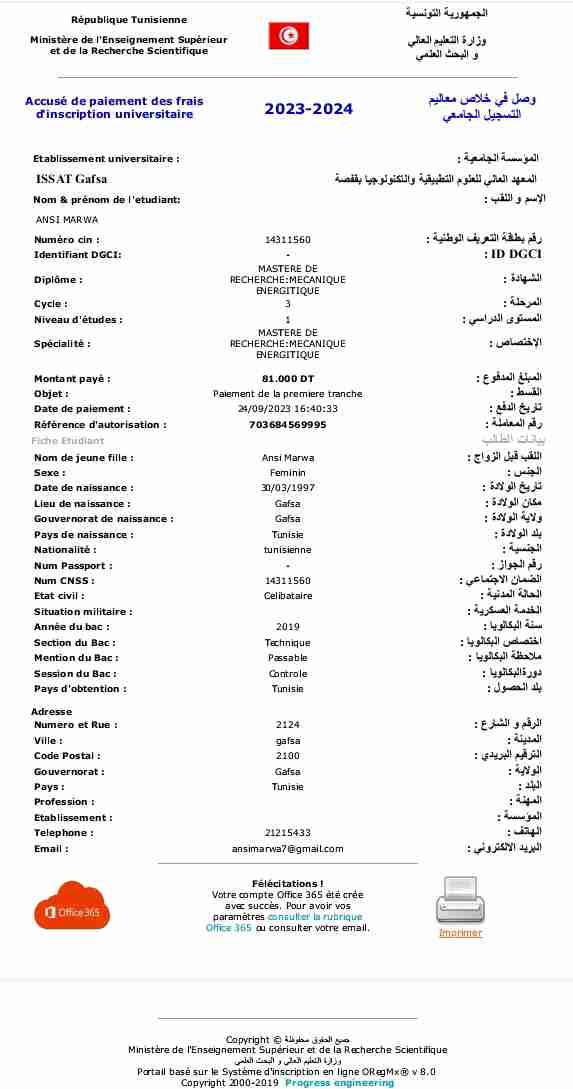 République Tunisienne
الجمهورية التونسية
Ministère de l'Enseignement Supérieur
et de la Recherche Scientifique
وزارة التعليم العالي
و البحث العلمي
Accusé de paiement des frais
d'inscription universitaire
2023-2024
وصل في خلاص معاليم
التسجيل الجامعي
Etablissement universitaire : المؤسسة الجامعية :
ISSAT Gafsa المعهد العالي للعلوم التطبيقية والتكنولوجيا بقفصة
Nom & prénom de l'etudiant: الإسم و اللقب :
ANSI MARWA
Numéro cin : 14311560 رقم بطاقة التعريف الوطنية :
Identifiant DGCI: - ID DGCI :
Diplôme : MASTERE DE
RECHERCHE:MECANIQUE
ENERGITIQUE الشهادة :
Cycle : 3 المرحلة :
Niveau d'études : 1 المستوى الدراسي :
Spécialité : MASTERE DE
RECHERCHE:MECANIQUE
ENERGITIQUE الإختصاص :
Montant payé : 81.000 DT المبلغ المدفوع :
Objet : Paiement de la premiere tranche القسط :
Date de paiement : 24/09/2023 16:40:33 تاريخ الدفع :
Référence d'autorisation : 703684569995 رقم المعاملة :
Fiche Etudiant بيانات الطالب
Nom de jeune fille : Ansi Marwa اللقب قبل الزواج :
Sexe : Feminin الجنس :
Date de naissance : 30/03/1997 تاريخ الولادة :
Lieu de naissance : Gafsa مكان الولادة :
Gouvernorat de naissance : Gafsa ولاية الولادة :
Pays de naissance : Tunisie بلد الولادة :
Nationalité : tunisienne الجنسية :
Num Passport : - رقم الجواز :
Num CNSS : 14311560 الضمان الاجتماعي :
Etat civil : Celibataire الحالة المدنية :
Situation militaire : الخدمة العسكرية :
Année du bac : 2019 سنة البكالويا :
Section du Bac : Technique اختصاص البكالويا :
Mention du Bac : Passable ملاحظة البكالويا :
Session du Bac : Controle دورةالبكالويا :
Pays d'obtention : Tunisie بلد الحصول :
Adresse
Numero et Rue : 2124 الرقم و الشارع :
Ville : gafsa المدينة :
Code Postal : 2100 الترقيم البريدي :
Gouvernorat : Gafsa الولاية :
Pays : Tunisie البلد :
Profession : المهنة :
Etablissement : المؤسسة :
Telephone : 21215433 الهاتف :
Email : ansimarwa7@gmail.com البريد الالكتروني :
Office 365
Félécitations !
Votre compte Office 365 été crée
avec succès. Pour avoir vos
paramètres consulter la rubrique
Office 365 ou consulter votre email.
Imprimer
Copyright © جميع الحقوق محفوظة
Ministère de l'Enseignement Supérieur et de la Recherche Scientifique
وزارة التعليم العالي و البحث العلمي
Portail basé sur le Système d'inscription en ligne ORegMx® v 8.0
Copyright 2000-2019 Progress engineering